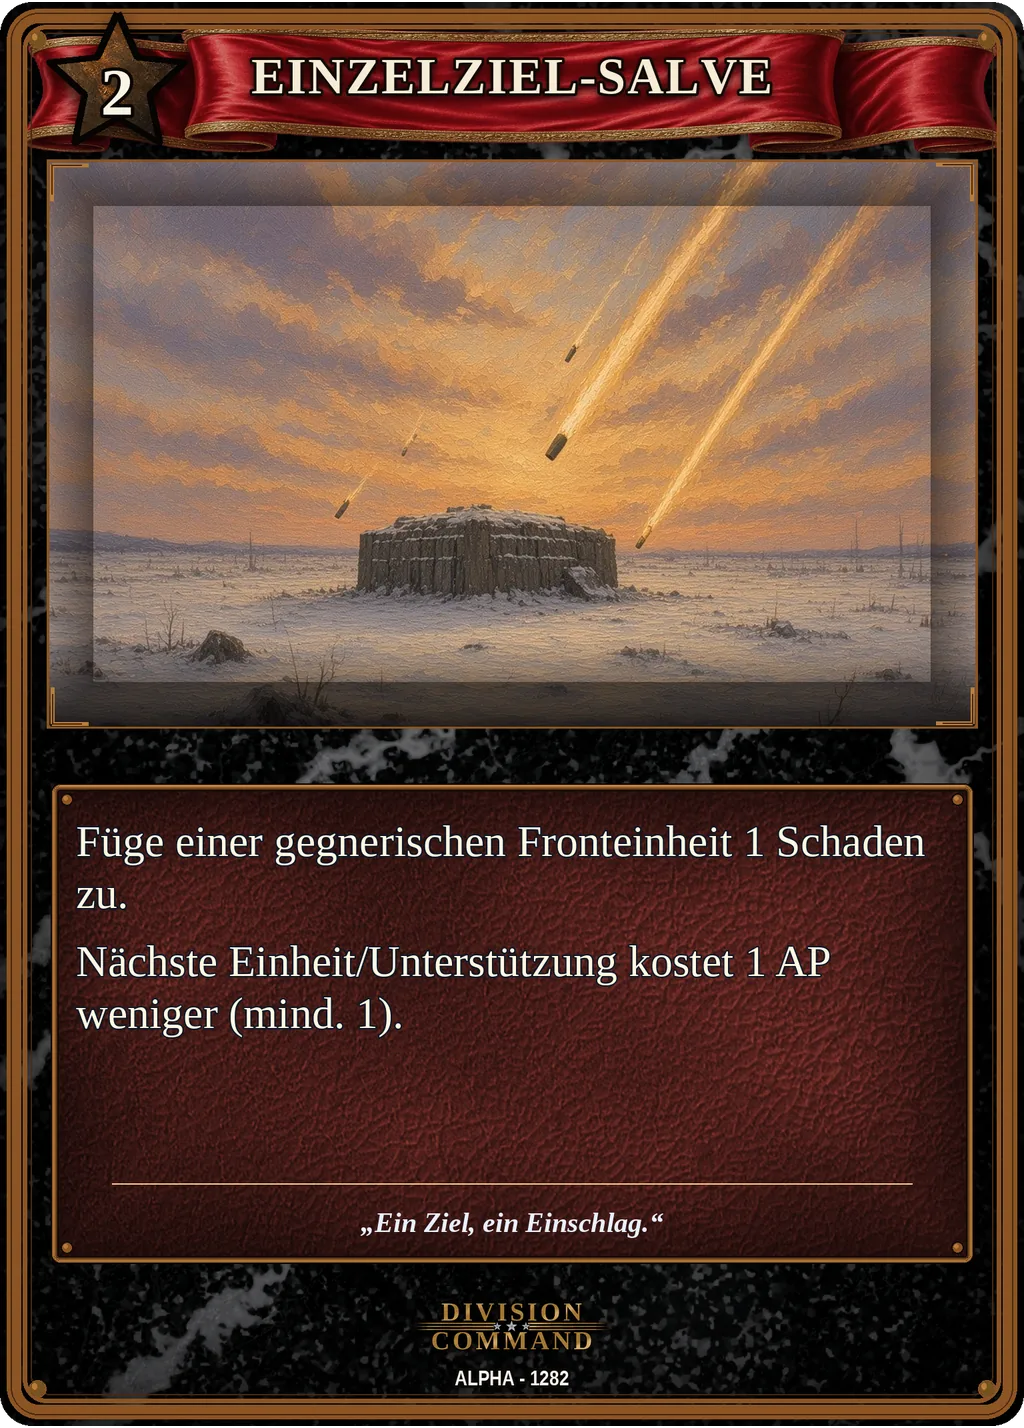 2
EINZELZIEL-SALVE
Füge einer gegnerischen Fronteinheit 1 Schaden
zu.
Nächste Einheit/Unterstützung kostet 1 AP
weniger (mind. 1).
„Ein Ziel, ein Einschlag.“
DIVISION
COMMAND
ALPHA - 1282